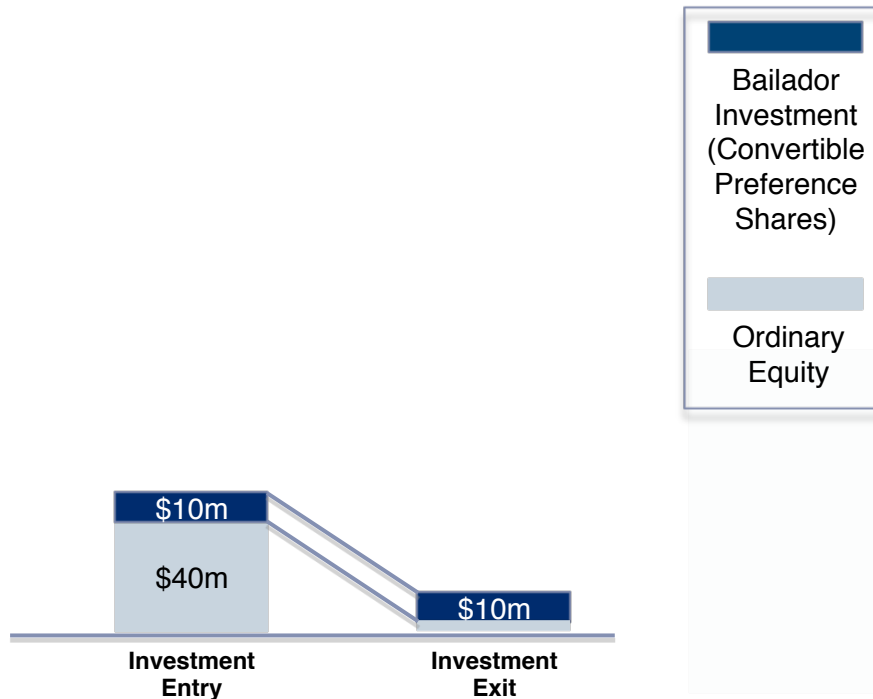 Bailador
Investment
(Convertible
Preference
Shares)
Ordinary
Equity
$10m
$40m
$10m
Investment
Entry
Investment
Exit